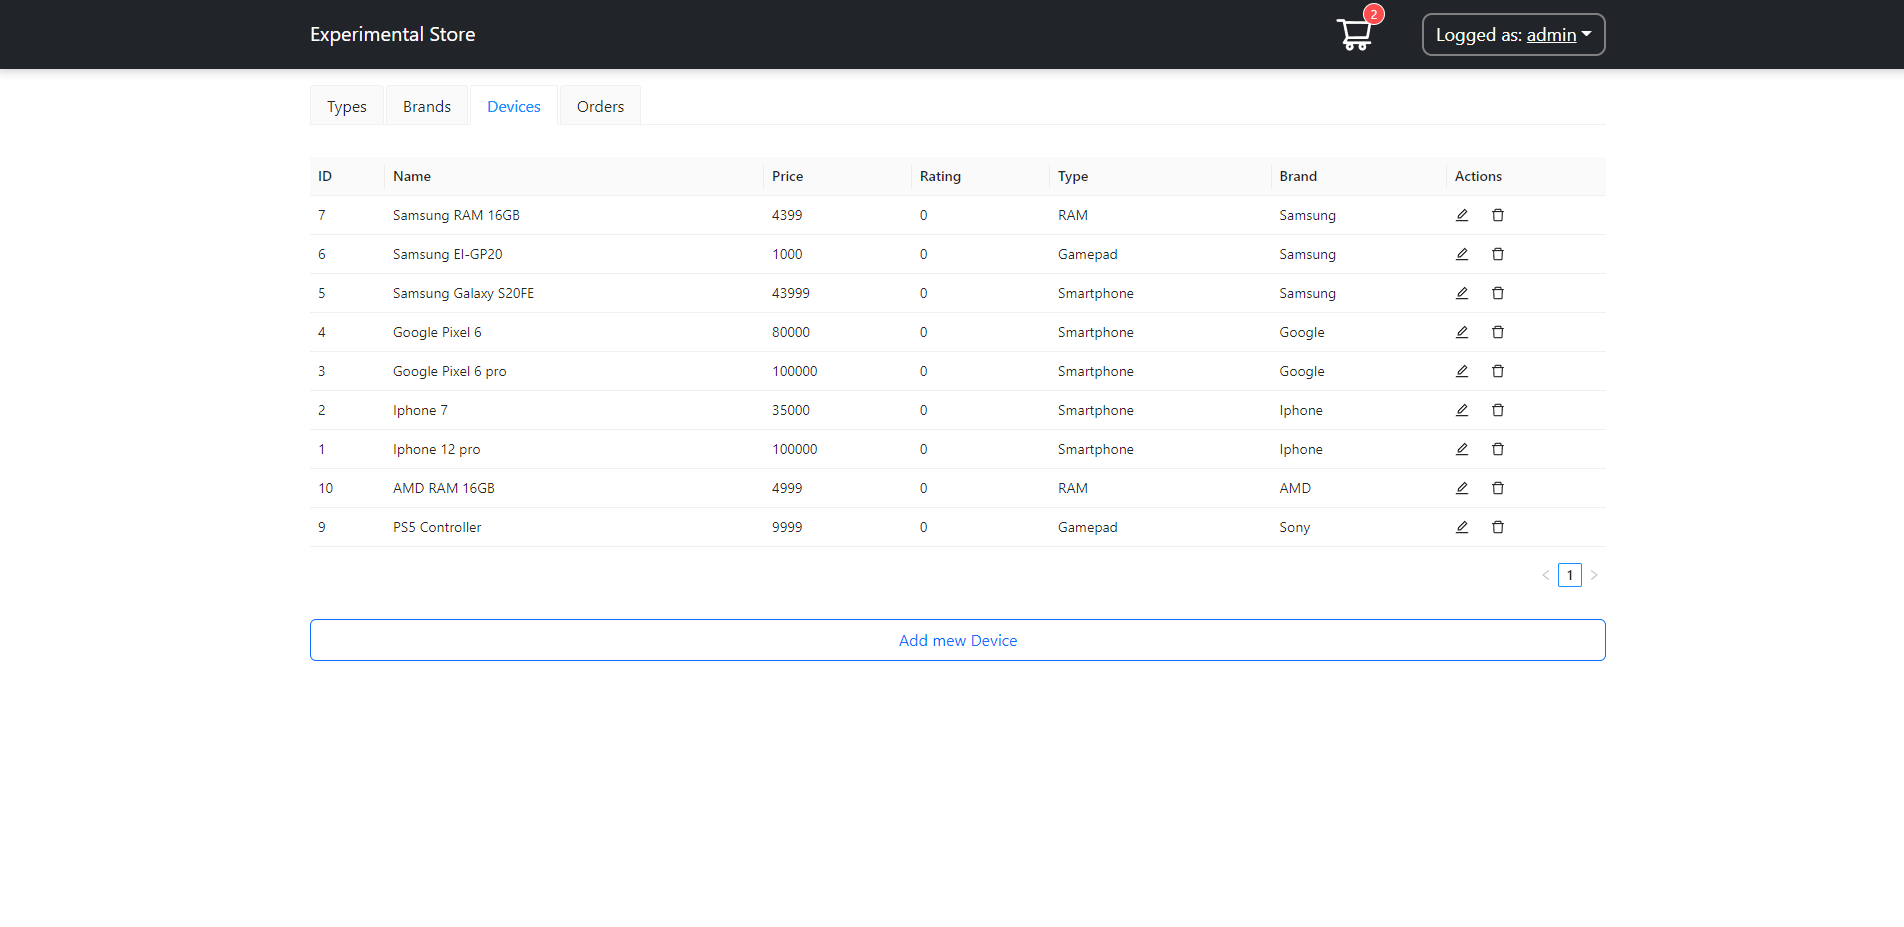 Experimental Store 2 Logged as: admin
Types Brands Devices Orders
ID Name Price Rating Type Brand Actions
7 Samsung RAM 16GB 4399 0 RAM Samsung
6 Samsung EI-GP20 1000 0 Gamepad Samsung
5 Samsung Galaxy S20FE 43999 0 Smartphone Samsung
4 Google Pixel 6 80000 0 Smartphone Google
3 Google Pixel 6 pro 100000 0 Smartphone Google
2 Iphone 7 35000 0 Smartphone Iphone
1 Iphone 12 pro 100000 0 Smartphone Iphone
10 AMD RAM 16GB 4999 0 RAM AMD
9 PS5 Controller 9999 0 Gamepad Sony
1
Add mew Device